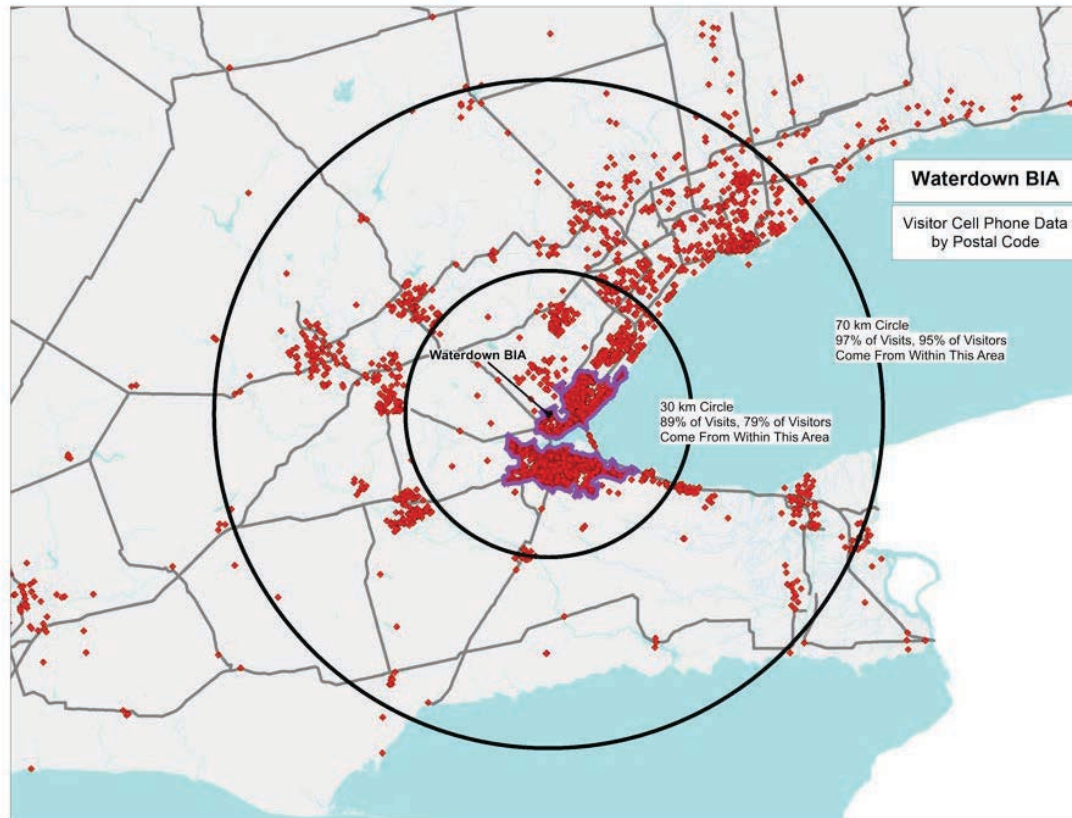 Waterdown BIA
Visitor Cell Phone Data
by Postal Code
70 km Circle
97% of Visits, 95% of Visitors
Come From Within This Area
Waterdown BIA
30 km Circle
89% of Visits, 79% of Visitors
Come From Within This Area